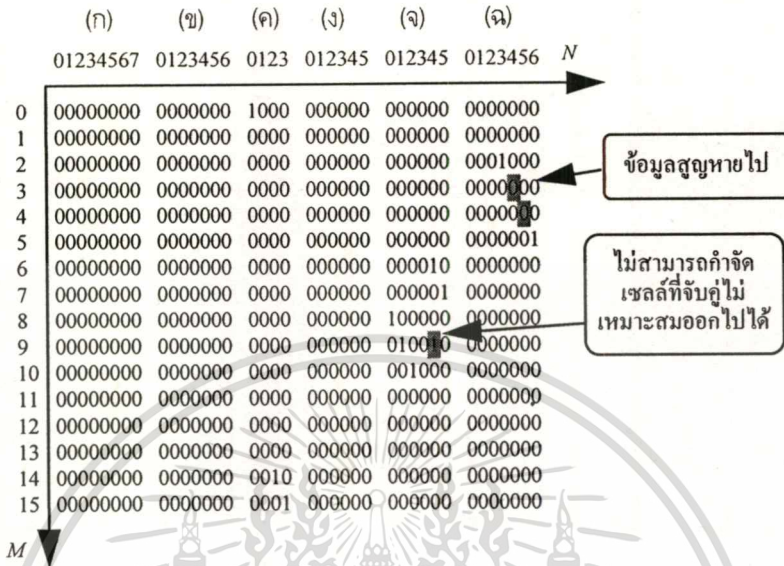 (ก) (ข) (ค) (ง) (จ) (ฉ)
01234567 0123456 0123 012345 012345 0123456 N
0 00000000 0000000 1000 000000 000000 0000000
1 00000000 0000000 0000 000000 000000 0000000
2 00000000 0000000 0000 000000 000000 0001000
3 00000000 0000000 0000 000000 000000 0000000
4 00000000 0000000 0000 000000 000000 0000000
5 00000000 0000000 0000 000000 000000 0000001
6 00000000 0000000 0000 000000 000010 0000000
7 00000000 0000000 0000 000000 000001 0000000
8 00000000 0000000 0000 000000 100000 0000000
9 00000000 0000000 0000 000000 010010 0000000
10 00000000 0000000 0000 000000 001000 0000000
11 00000000 0000000 0000 000000 000000 0000000
12 00000000 0000000 0000 000000 000000 0000000
13 00000000 0000000 0000 000000 000000 0000000
14 00000000 0000000 0010 000000 000000 0000000
15 00000000 0000000 0001 000000 000000 0000000
M
ข้อมูลสูญหายไป
ไม่สามารถกำจัด
เซลล์ที่จับคู่ไม่
เหมาะสมออกไปได้